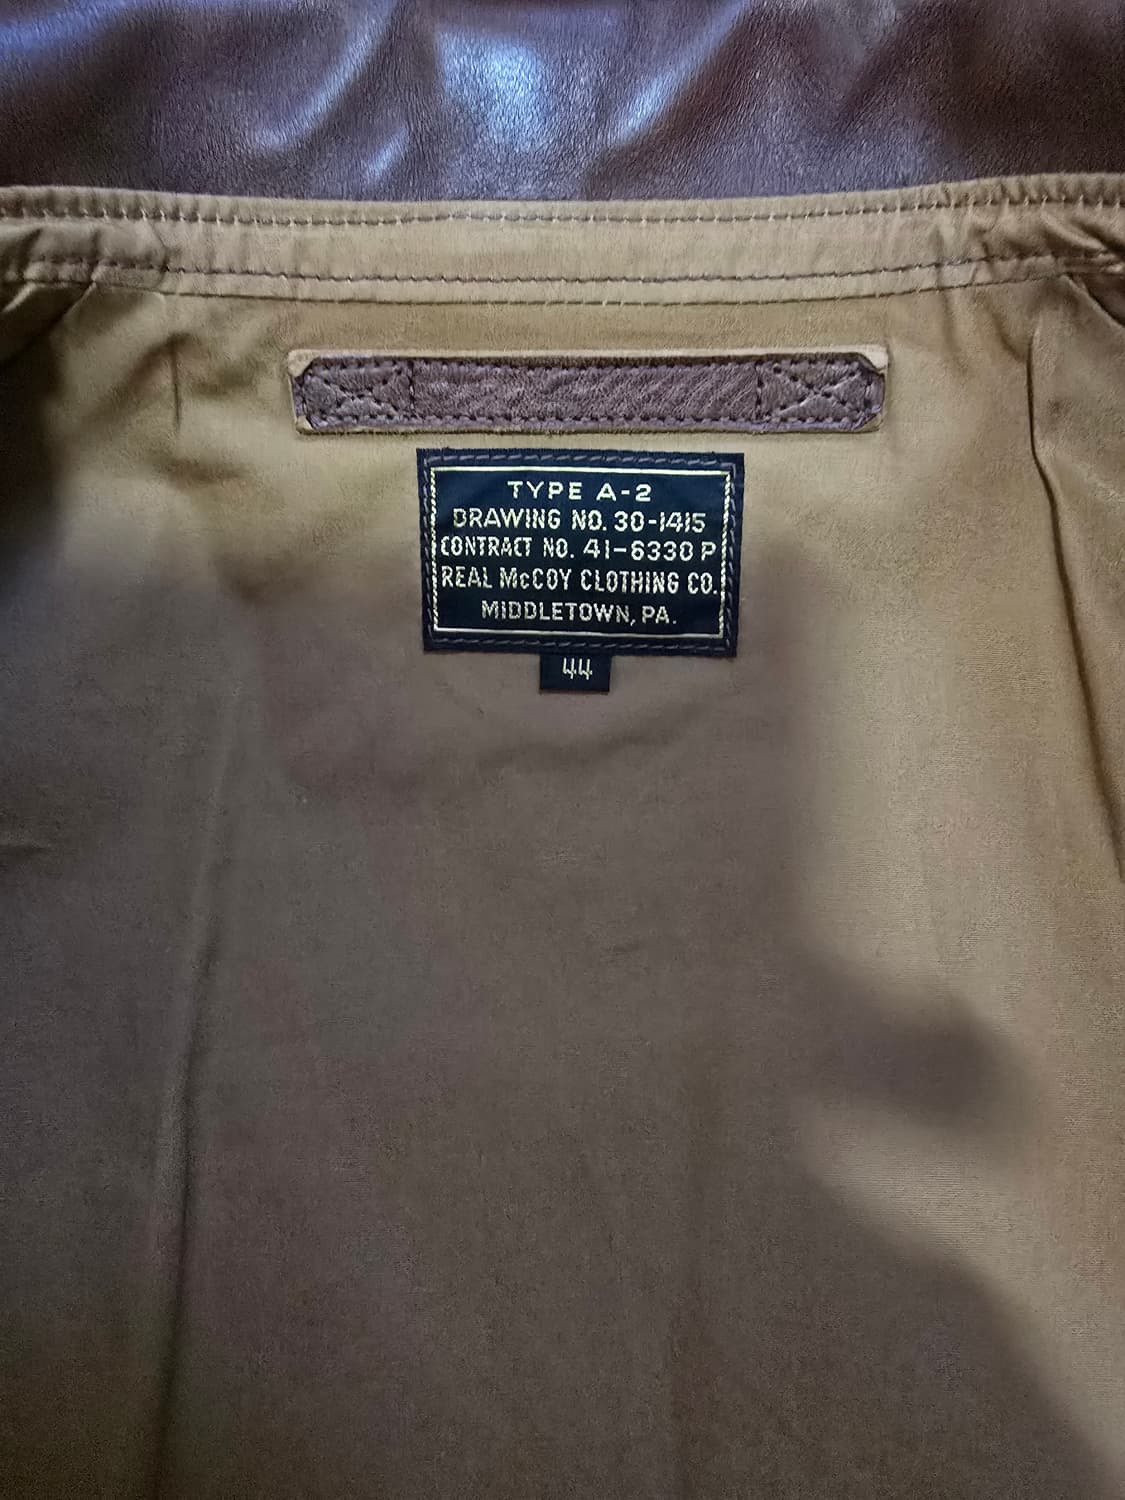 TYPE A-2
DRAWING NO. 30-1415
CONTRACT NO. 41-6330 P
REAL McCOY CLOTHING CO.
MIDDLETOWN, PA.
44